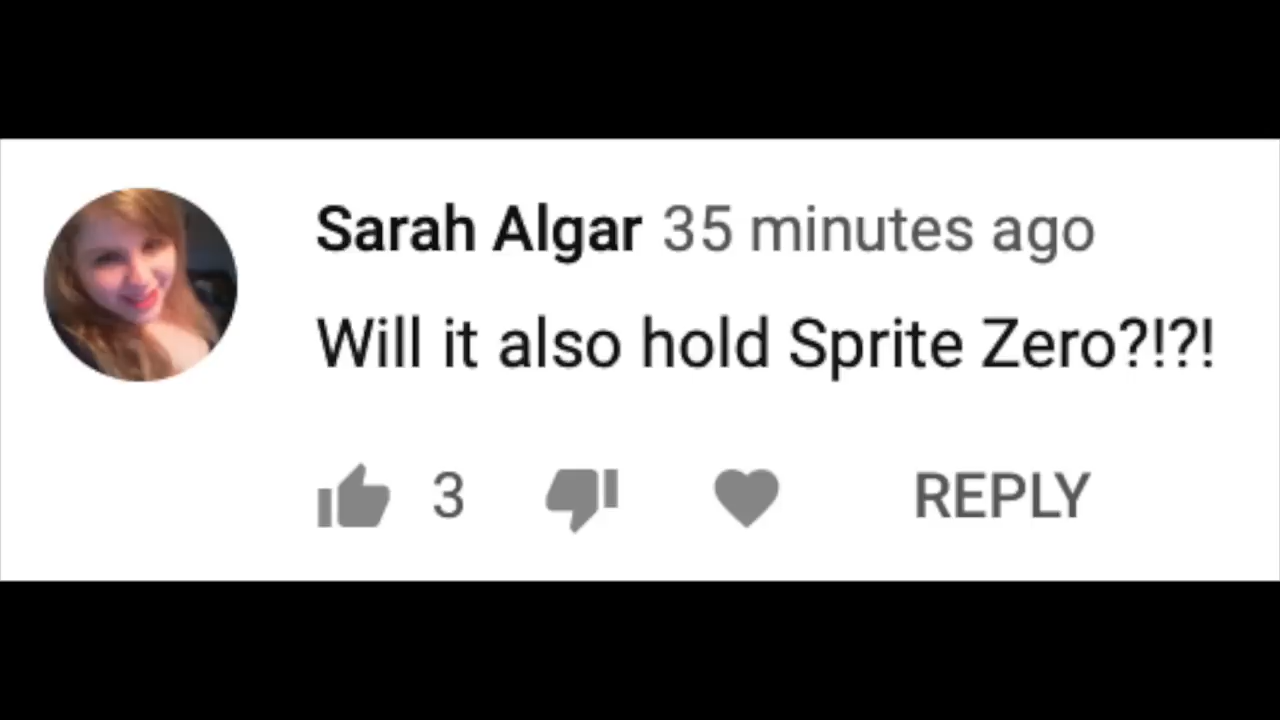 Sarah Algar 35 minutes ago
Will it also hold Sprite Zero?!?!
3 REPLY